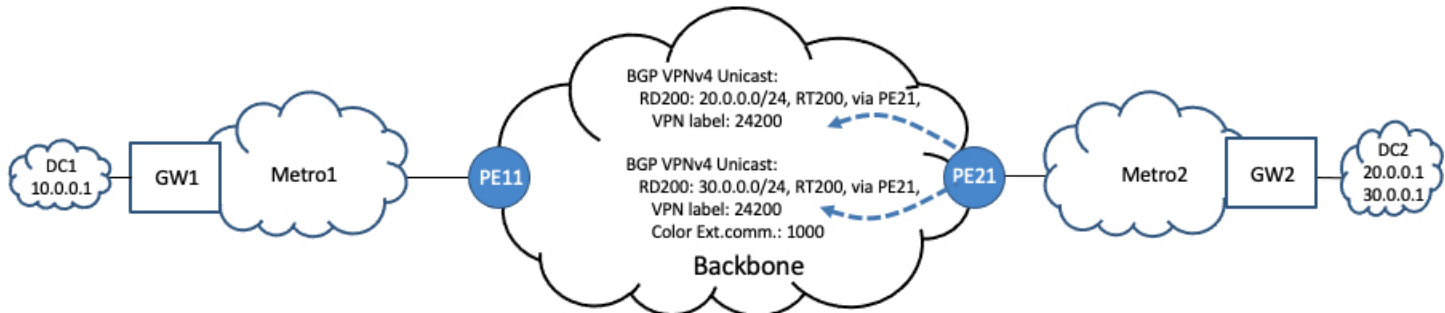 BGP VPNv4 Unicast:
RD200: 20.0.0.0/24, RT200, via PE21,
VPN label: 24200
DC1
10.0.0.1
GW1
Metro1
PE11
BGP VPNv4 Unicast:
RD200: 30.0.0.0/24, RT200, via PE21,
VPN label: 24200
Color Ext.comm.: 1000
Backbone
PE21
Metro2
GW2
DC2
20.0.0.1
30.0.0.1